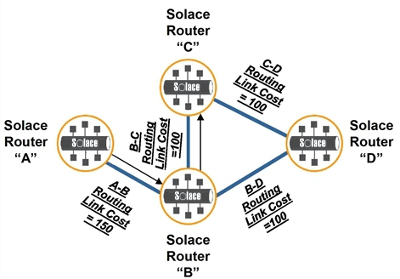 Solace
Router
“C”
Solace
C-D
Routing
Link Cost
= 100
B-C
Routing
Link Cost
=100
Solace
Router
“A”
Solace
Solace
Solace
Router
“D”
A-B
Routing
Link Cost
= 150
Solace
B-D
Routing
Link Cost
=100
Solace
Router
“B”